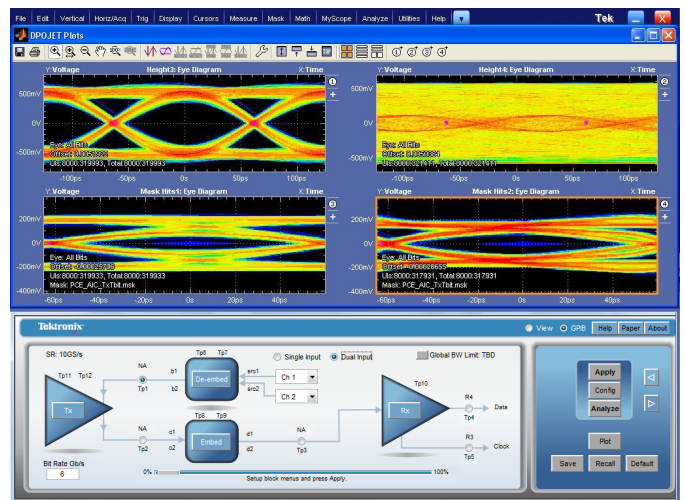 File Edit Vertical Horiz/Acq Trig Display Cursors Measure Mask Math MyScope Analyze Utilities Help Tek
DPOJET Plots
Y:Voltage Height3: Eye Diagram X:Time
500mV
0V
-500mV
Eye: All Bits
UIs:8000:319993, Total:8000:319993
-100ps -50ps 0s 50ps 100ps
Y:Voltage Height4: Eye Diagram X:Time
500mV
0V
-500mV
Eye: All Bits
UIs:8000:321411, Total:8000:321411
-100ps -50ps 0s 50ps 100ps
Y:Voltage Mask Hits1: Eye Diagram X:Time
200mV
0V
-200mV
-400mV
Eye: All Bits
UIs:8000:319933, Total:8000:319933
Mask: PCE_AIC_TxTbit.msk
-60ps -40ps -20ps 0s 20ps 40ps
Y:Voltage Mask Hits2: Eye Diagram X:Time
200mV
0V
-200mV
-400mV
Eye: All Bits
UIs:8000:317931, Total:8000:317931
Mask: PCE_AIC_TxTbit.msk
-60ps -40ps -20ps 0s 20ps 40ps
Tektronix View GPIB Help Paper About
SR: 10GS/s
Tp11 Tp12
Tx
NA
Tp1
b1
b2
Tp6 Tp7
De-embed
src1
src2
Single Input Dual Input
Ch 1
Ch 2
Global BW Limit: TBD
NA
Tp2
Tp8 Tp9
Embed
d1
d2
NA
Tp3
Tp10
Rx
R4
Tp4
Data
R3
Tp5
Clock
Bit Rate Gb/s
6
0% 100%
Setup block menus and press Apply.
Apply
Config
Analyze
Plot
Save Recall Default